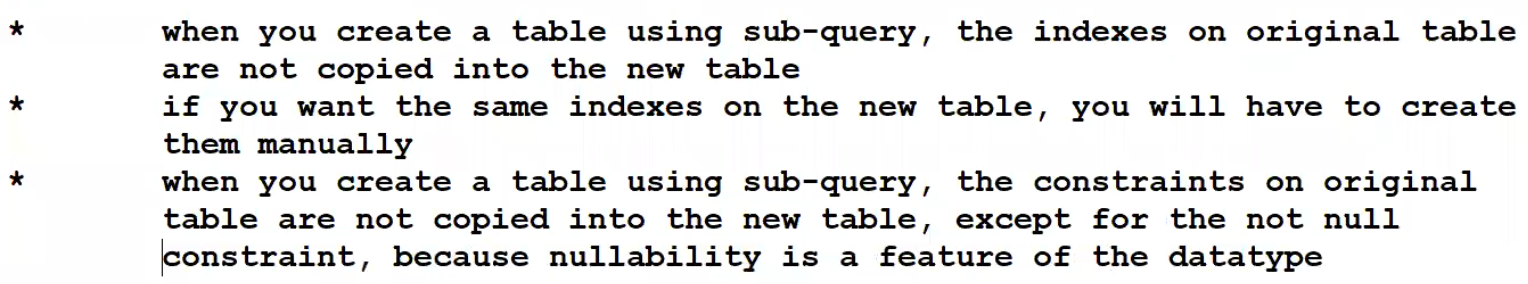 * when you create a table using sub-query, the indexes on original table
are not copied into the new table
* if you want the same indexes on the new table, you will have to create
them manually
* when you create a table using sub-query, the constraints on original
table are not copied into the new table, except for the not null
constraint, because nullability is a feature of the datatype